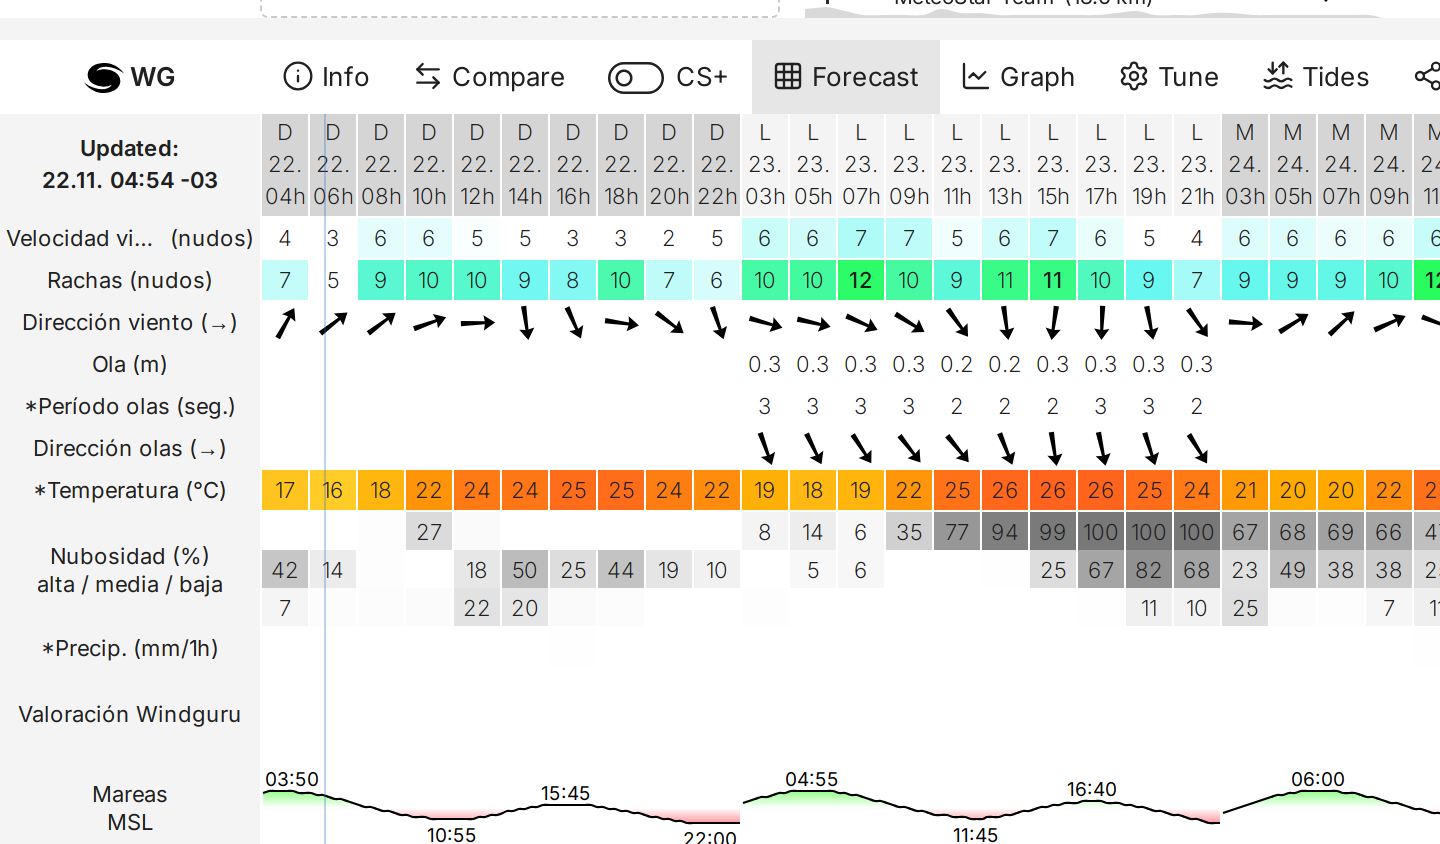 WG Info Compare CS+ Forecast Graph Tune Tides
Updated:
22.11. 04:54 -03
D D D D D D D D D D L L L L L L L L L L M M M M
22. 22. 22. 22. 22. 22. 22. 22. 22. 22. 23. 23. 23. 23. 23. 23. 23. 23. 23. 23. 24. 24. 24. 24.
04h 06h 08h 10h 12h 14h 16h 18h 20h 22h 03h 05h 07h 09h 11h 13h 15h 17h 19h 21h 03h 05h 07h 09h
Velocidad vi... (nudos) 4 3 6 6 5 5 3 3 2 5 6 6 7 7 5 6 7 6 5 4 6 6 6 6
Rachas (nudos) 7 5 9 10 10 9 8 10 7 6 10 10 12 10 9 11 11 10 9 7 9 9 9 10
Dirección viento (→)
Ola (m) 0.3 0.3 0.3 0.3 0.2 0.2 0.3 0.3 0.3 0.3
*Período olas (seg.) 3 3 3 3 2 2 2 3 3 2
Dirección olas (→)
*Temperatura (°C) 17 16 18 22 24 24 25 25 24 22 19 18 19 22 25 26 26 26 25 24 21 20 20 22
27 8 14 6 35 77 94 99 100 100 100 67 68 69 66
Nubosidad (%)
42 14 18 50 25 44 19 10 5 6 25 67 82 68 23 49 38 38
alta / media / baja
7 22 20 11 10 25 7
*Precip. (mm/1h)
Valoración Windguru
03:50 15:45 04:55 16:40 06:00
Mareas
MSL
10:55 22:00 11:45